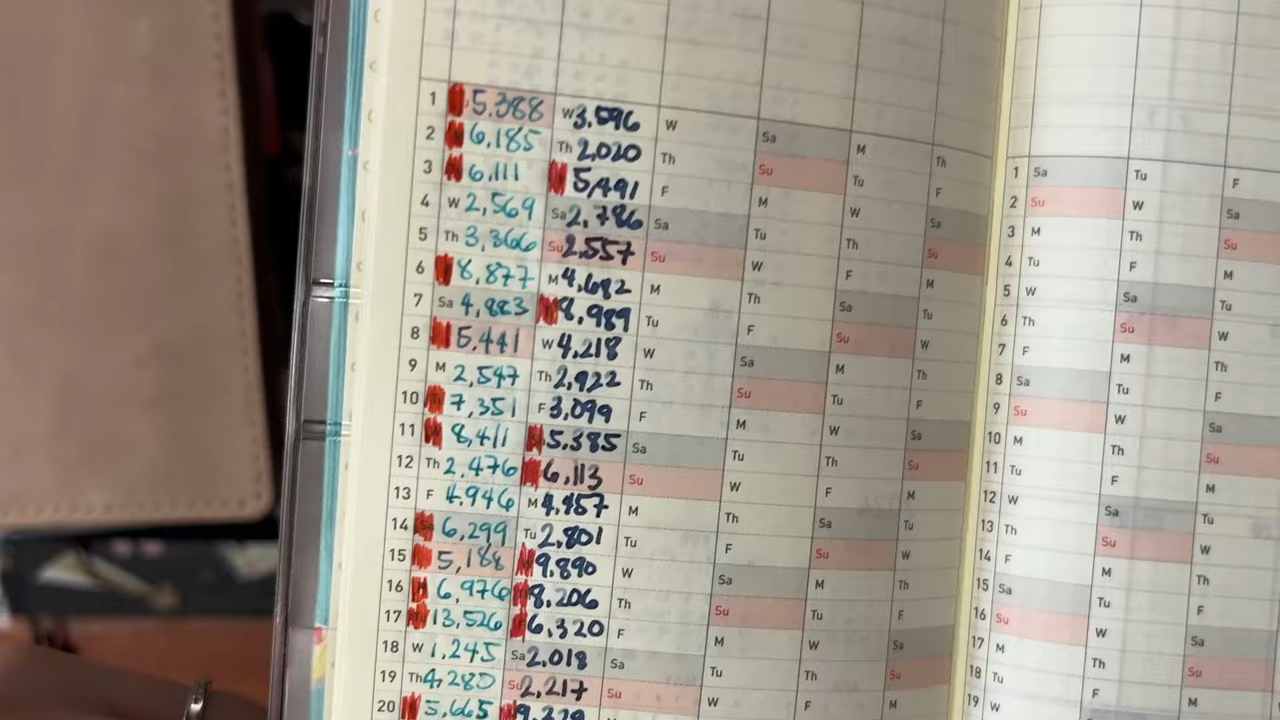 1 5.388 W 3.596 W Sa M Th
2 6,185 Th 2,020 Th Su Tu F 1 Sa Tu F
3 6,111 5,491 F M W Sa 2 Su W Sa
4 W 2,569 Sa 2,786 Sa Tu Th Su 3 M Th Su
5 Th 3,366 Su 2,557 Su W F M 4 Tu F M
6 8,877 M 4,682 M Th Sa Tu 5 W Sa Tu
7 Sa 4,883 8,989 Tu F Su W 6 Th Su W
8 5,441 W 4,218 W Sa M Th 7 F M Th
9 M 2,547 Th 2,922 Th Su Tu F 8 Sa Tu F
10 7,351 F 3,099 F M W Sa 9 Su W Sa
11 8,411 5,385 Sa Tu Th Su 10 M Th Su
12 Th 2,476 6,113 Su W F M 11 Tu F M
13 F 4,946 M 4,457 M Th Sa Tu 12 W Sa Tu
14 6,299 Tu 2,801 Tu F Su W 13 Th Su W
15 5,188 9,890 W Sa M Th 14 F M Th
16 6,976 8,206 Th Su Tu F 15 Sa Tu F
17 13,526 6,320 F M W Sa 16 Su W Sa
18 W 1,245 Sa 2,018 Sa Tu Th Su 17 M Th Su
19 Th 4,280 Su 2,217 Su W F M 18 Tu F M
20 5,665 19 W